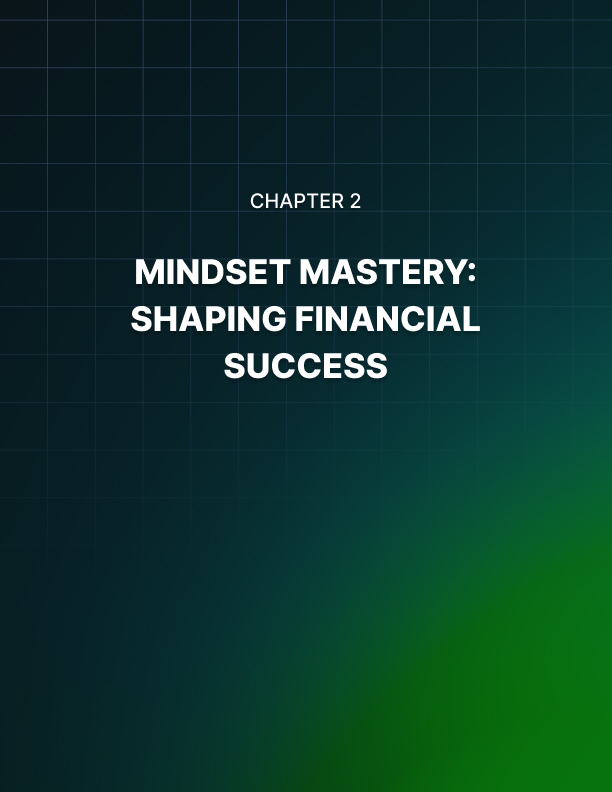 CHAPTER 2
MINDSET MASTERY:
SHAPING FINANCIAL
SUCCESS